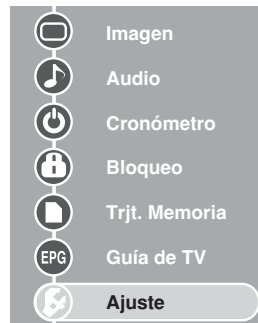 Imagen
Audio
Cronómetro
Bloqueo
Trjt. Memoria
EPG Guía de TV
Ajuste